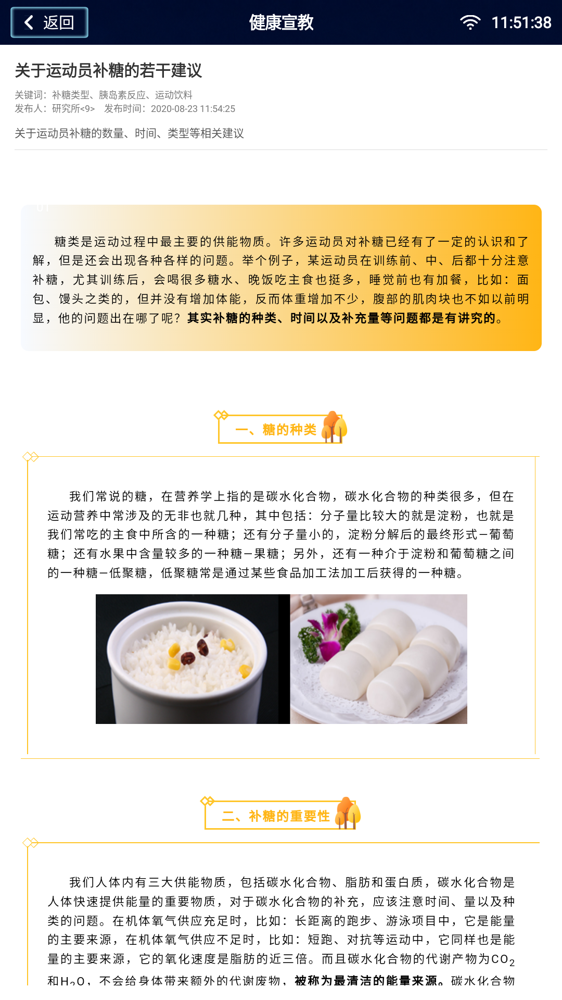 返回
健康宣教
11:51:38
关于运动员补糖的若干建议
关键词：补糖类型、胰岛素反应、运动饮料
发布人：研究所<9> 发布时间：2020-08-23 11:54:25
关于运动员补糖的数量、时间、类型等相关建议
01
糖类是运动过程中最主要的供能物质。许多运动员对补糖已经有了一定的认识和了
解，但是还会出现各种各样的问题。举个例子，某运动员在训练前、中、后都十分注意
补糖，尤其训练后，会喝很多糖水、晚饭吃主食也挺多，睡觉前也有加餐，比如：面
包、馒头之类的，但并没有增加体能，反而体重增加不少，腹部的肌肉块也不如以前明
显，他的问题出在哪了呢？其实补糖的种类、时间以及补充量等问题都是有讲究的。
一、糖的种类
我们常说的糖，在营养学上指的是碳水化合物，碳水化合物的种类很多，但在
运动营养中常涉及的无非也就几种，其中包括：分子量比较大的就是淀粉，也就是
我们常吃的主食中所含的一种糖；还有分子量小的，淀粉分解后的最终形式—葡萄
糖；还有水果中含量较多的一种糖—果糖；另外，还有一种介于淀粉和葡萄糖之间
的一种糖—低聚糖，低聚糖常是通过某些食品加工法加工后获得的一种糖。
二、补糖的重要性
我们人体内有三大供能物质，包括碳水化合物、脂肪和蛋白质，碳水化合物是
人体快速提供能量的重要物质，对于碳水化合物的补充，应该注意时间、量以及种
类的问题。在机体氧气供应充足时，比如：长距离的跑步、游泳项目中，它是能量
的主要来源，在机体氧气供应不足时，比如：短跑、对抗等运动中，它同样也是能
量的主要来源，它的氧化速度是脂肪的近三倍。而且碳水化合物的代谢产物为CO₂
和H₂O，不会给身体带来额外的代谢废物，被称为最清洁的能量来源。碳水化合物